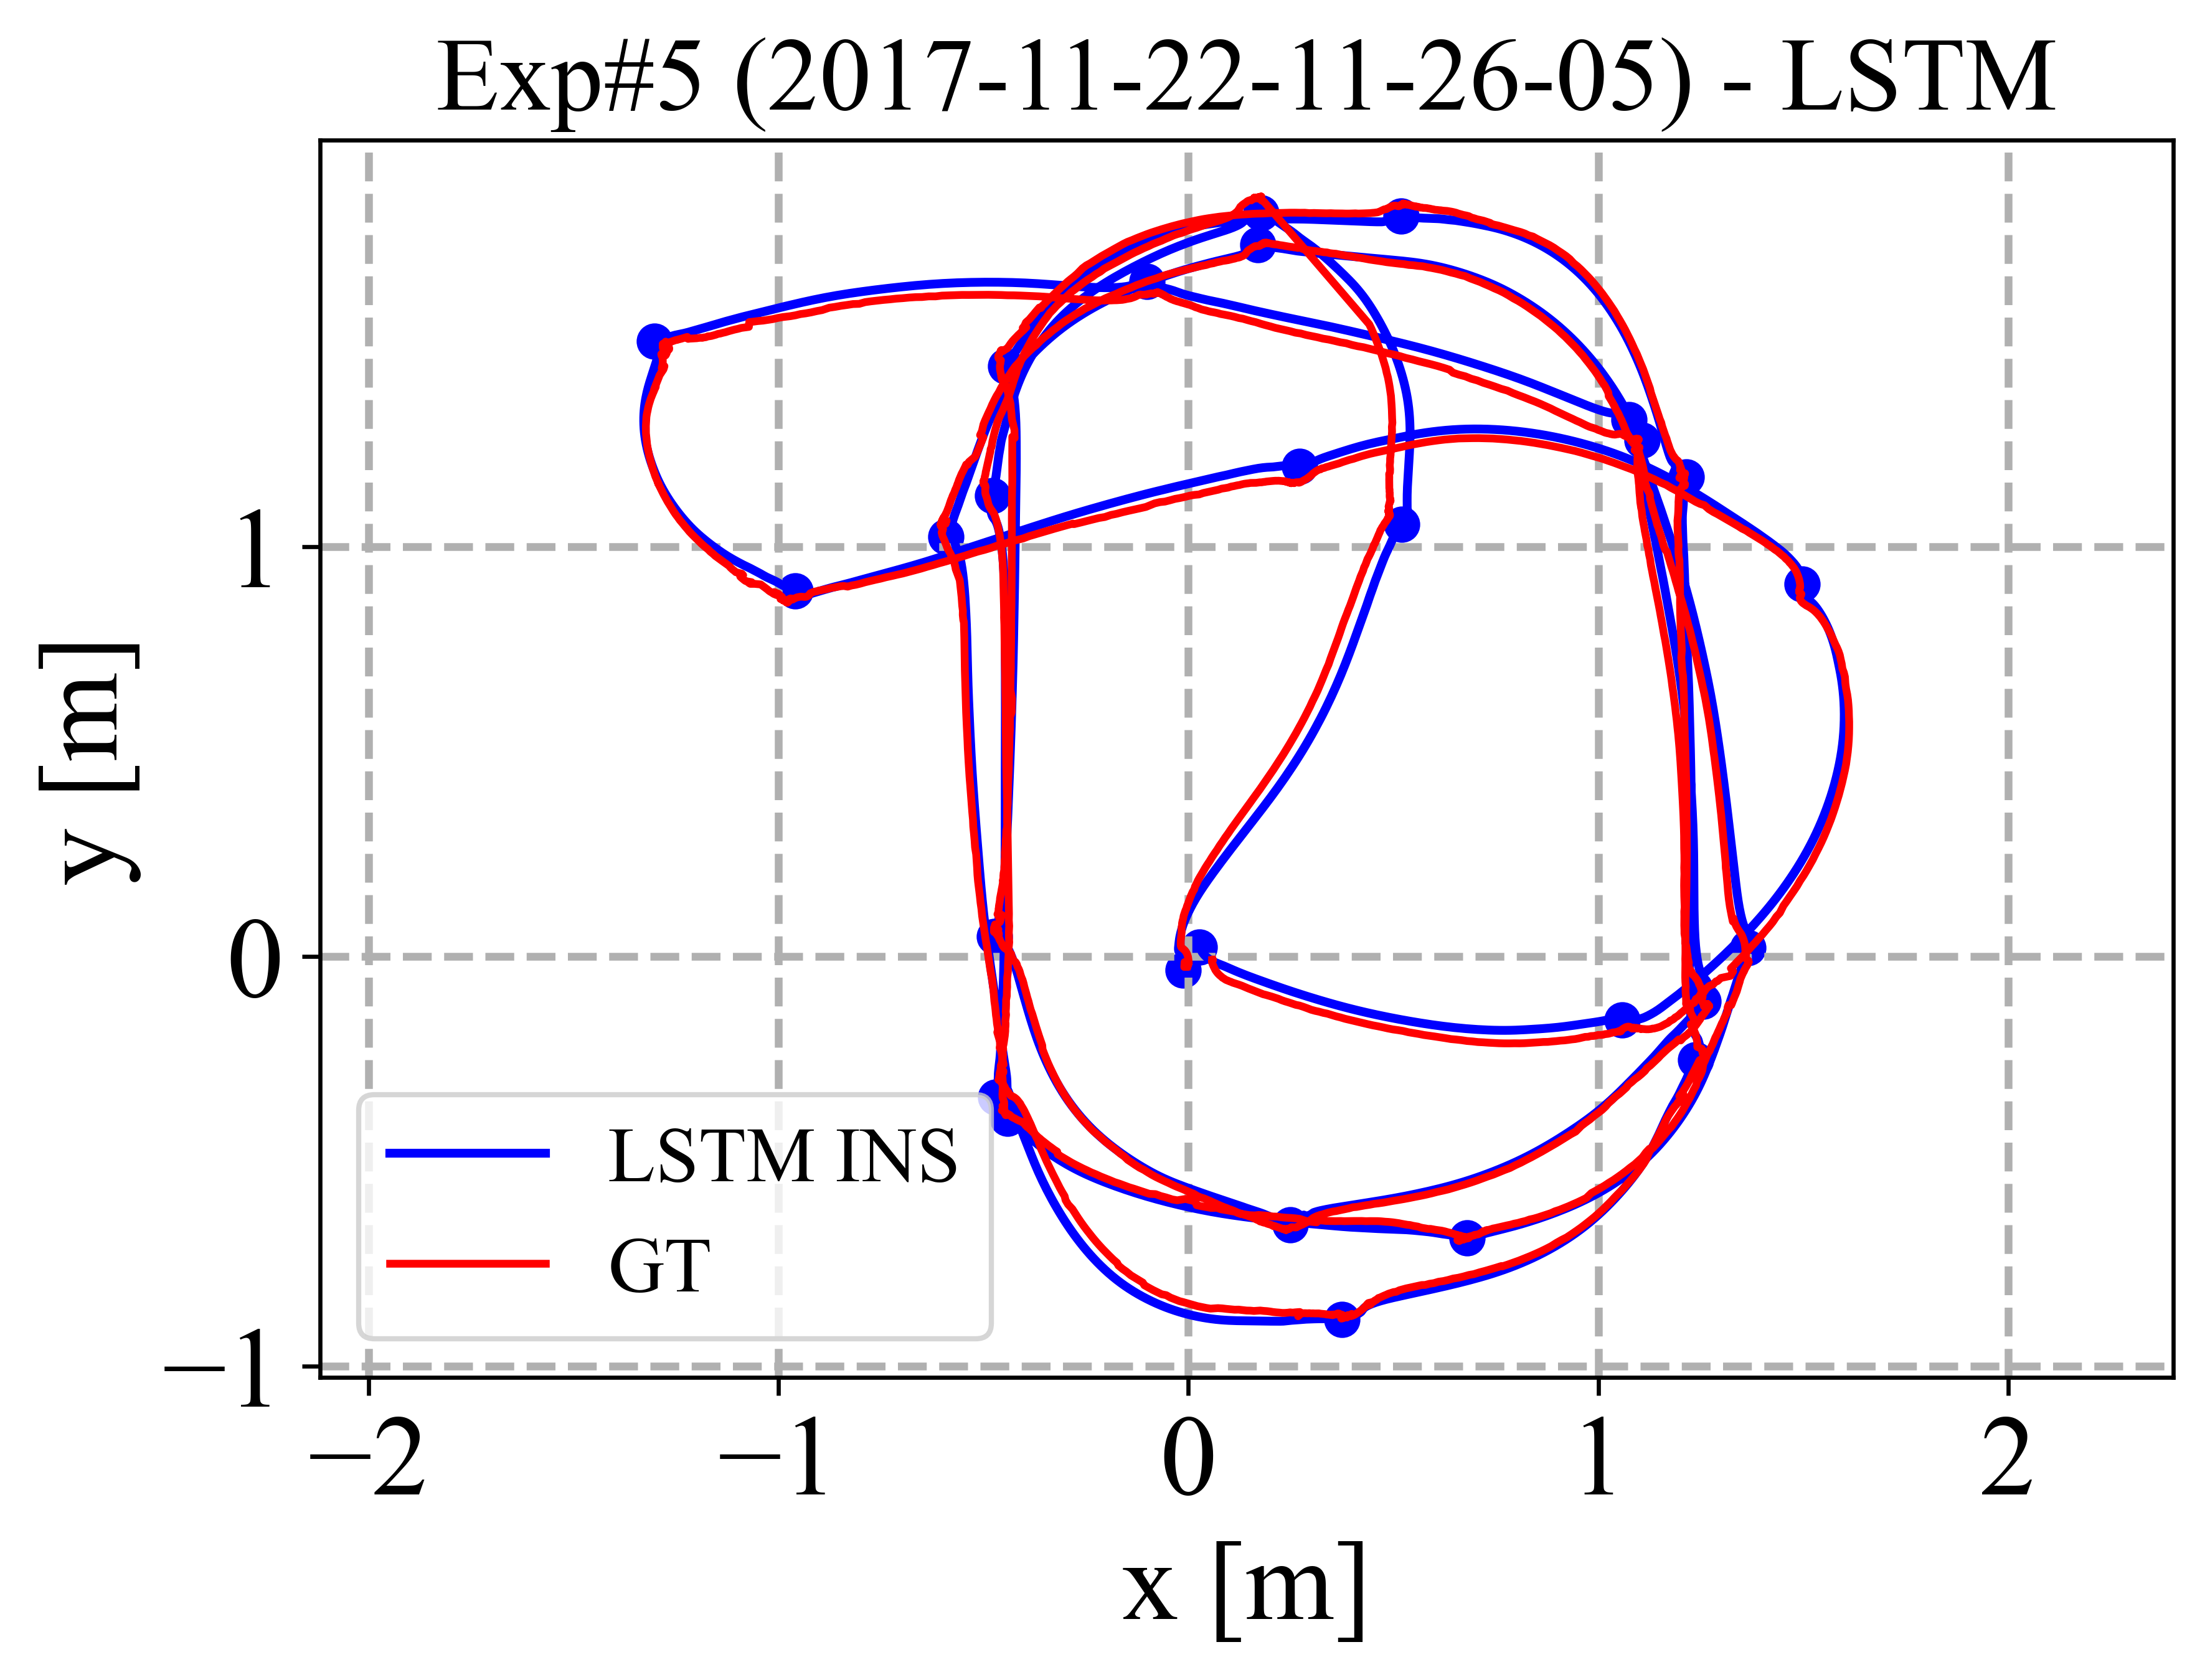 Exp#5 (2017-11-22-11-26-05) - LSTM
y [m]
1
0
−1
LSTM INS
GT
−2 −1 0 1 2
x [m]